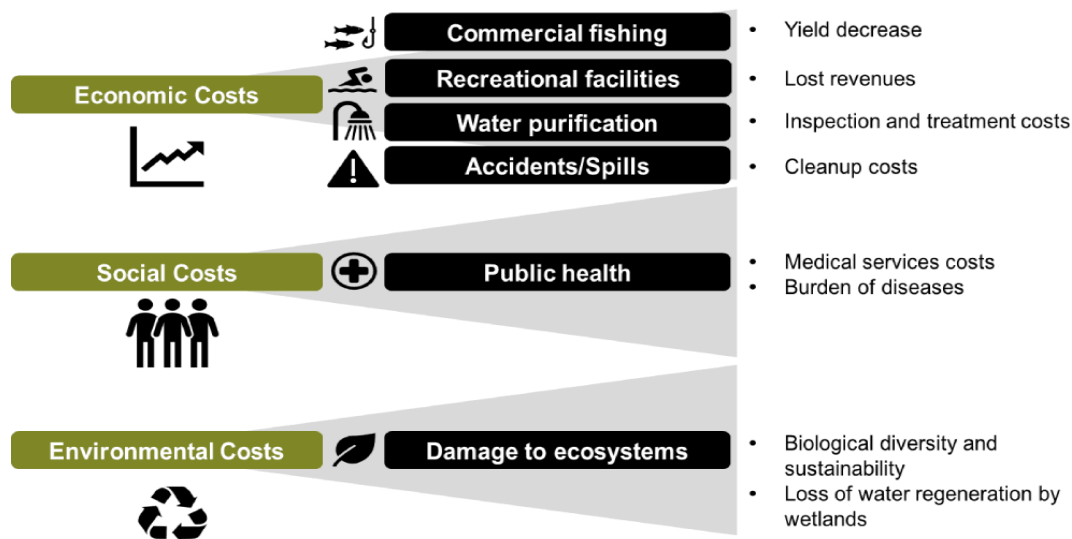 Commercial fishing
• Yield decrease
Economic Costs
Recreational facilities
• Lost revenues
Water purification
• Inspection and treatment costs
Accidents/Spills
• Cleanup costs
Social Costs
Public health
• Medical services costs
• Burden of diseases
Environmental Costs
Damage to ecosystems
• Biological diversity and
sustainability
• Loss of water regeneration by
wetlands